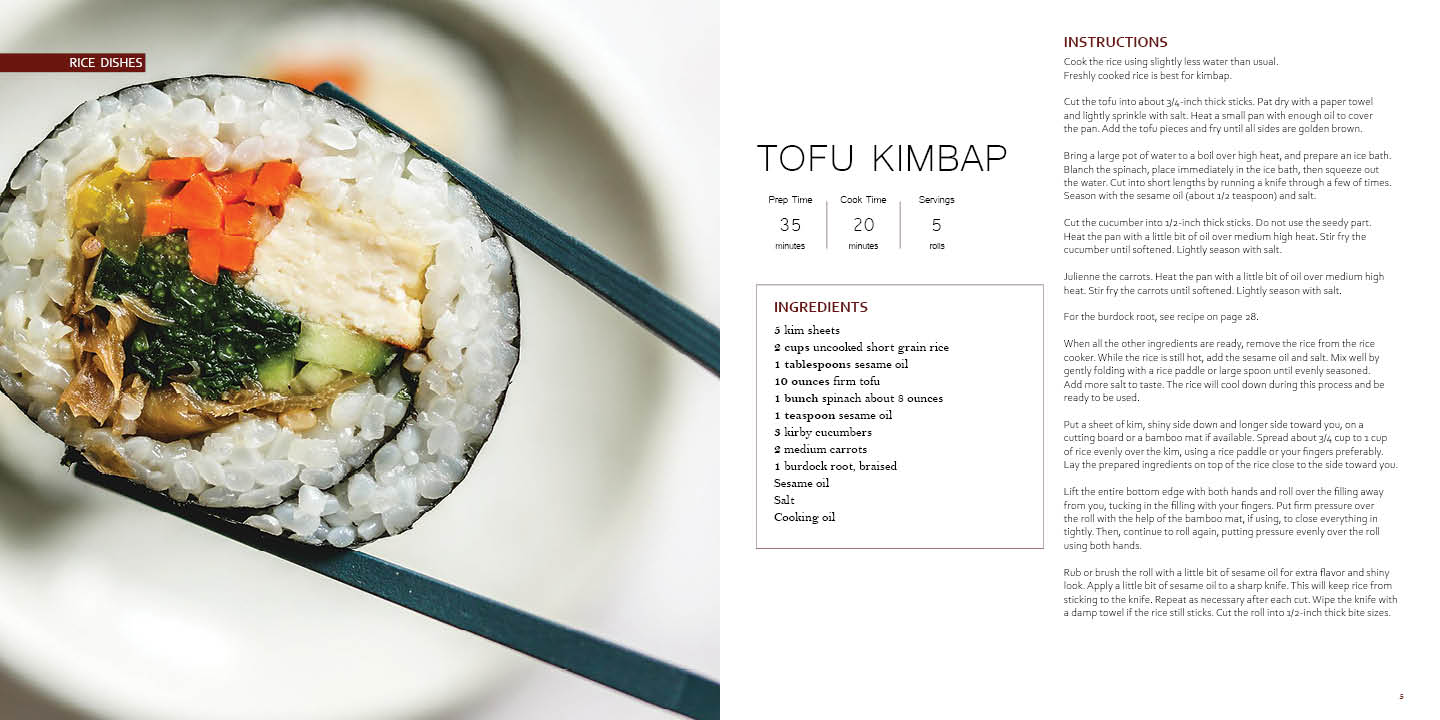 RICE DISHES
TOFU KIMBAP
Prep Time
35
minutes
Cook Time
20
minutes
Servings
5
rolls
INGREDIENTS
5 kim sheets
2 cups uncooked short grain rice
1 tablespoons sesame oil
10 ounces firm tofu
1 bunch spinach about 8 ounces
1 teaspoon sesame oil
3 kirby cucumbers
2 medium carrots
1 burdock root, braised
Sesame oil
Salt
Cooking oil
INSTRUCTIONS
Cook the rice using slightly less water than usual.
Freshly cooked rice is best for kimbap.
Cut the tofu into about 3/4-inch thick sticks. Pat dry with a paper towel
and lightly sprinkle with salt. Heat a small pan with enough oil to cover
the pan. Add the tofu pieces and fry until all sides are golden brown.
Bring a large pot of water to a boil over high heat, and prepare an ice bath.
Blanch the spinach, place immediately in the ice bath, then squeeze out
the water. Cut into short lengths by running a knife through a few of times.
Season with the sesame oil (about 1/2 teaspoon) and salt.
Cut the cucumber into 1/2-inch thick sticks. Do not use the seedy part.
Heat the pan with a little bit of oil over medium high heat. Stir fry the
cucumber until softened. Lightly season with salt.
Julienne the carrots. Heat the pan with a little bit of oil over medium high
heat. Stir fry the carrots until softened. Lightly season with salt.
For the burdock root, see recipe on page 28.
When all the other ingredients are ready, remove the rice from the rice
cooker. While the rice is still hot, add the sesame oil and salt. Mix well by
gently folding with a rice paddle or large spoon until evenly seasoned.
Add more salt to taste. The rice will cool down during this process and be
ready to be used.
Put a sheet of kim, shiny side down and longer side toward you, on a
cutting board or a bamboo mat if available. Spread about 3/4 cup to 1 cup
of rice evenly over the kim, using a rice paddle or your fingers preferably.
Lay the prepared ingredients on top of the rice close to the side toward you.
Lift the entire bottom edge with both hands and roll over the filling away
from you, tucking in the filling with your fingers. Put firm pressure over
the roll with the help of the bamboo mat, if using, to close everything in
tightly. Then, continue to roll again, putting pressure evenly over the roll
using both hands.
Rub or brush the roll with a little bit of sesame oil for extra flavor and shiny
look. Apply a little bit of sesame oil to a sharp knife. This will keep rice from
sticking to the knife. Repeat as necessary after each cut. Wipe the knife with
a damp towel if the rice still sticks. Cut the roll into 1/2-inch thick bite sizes.
5